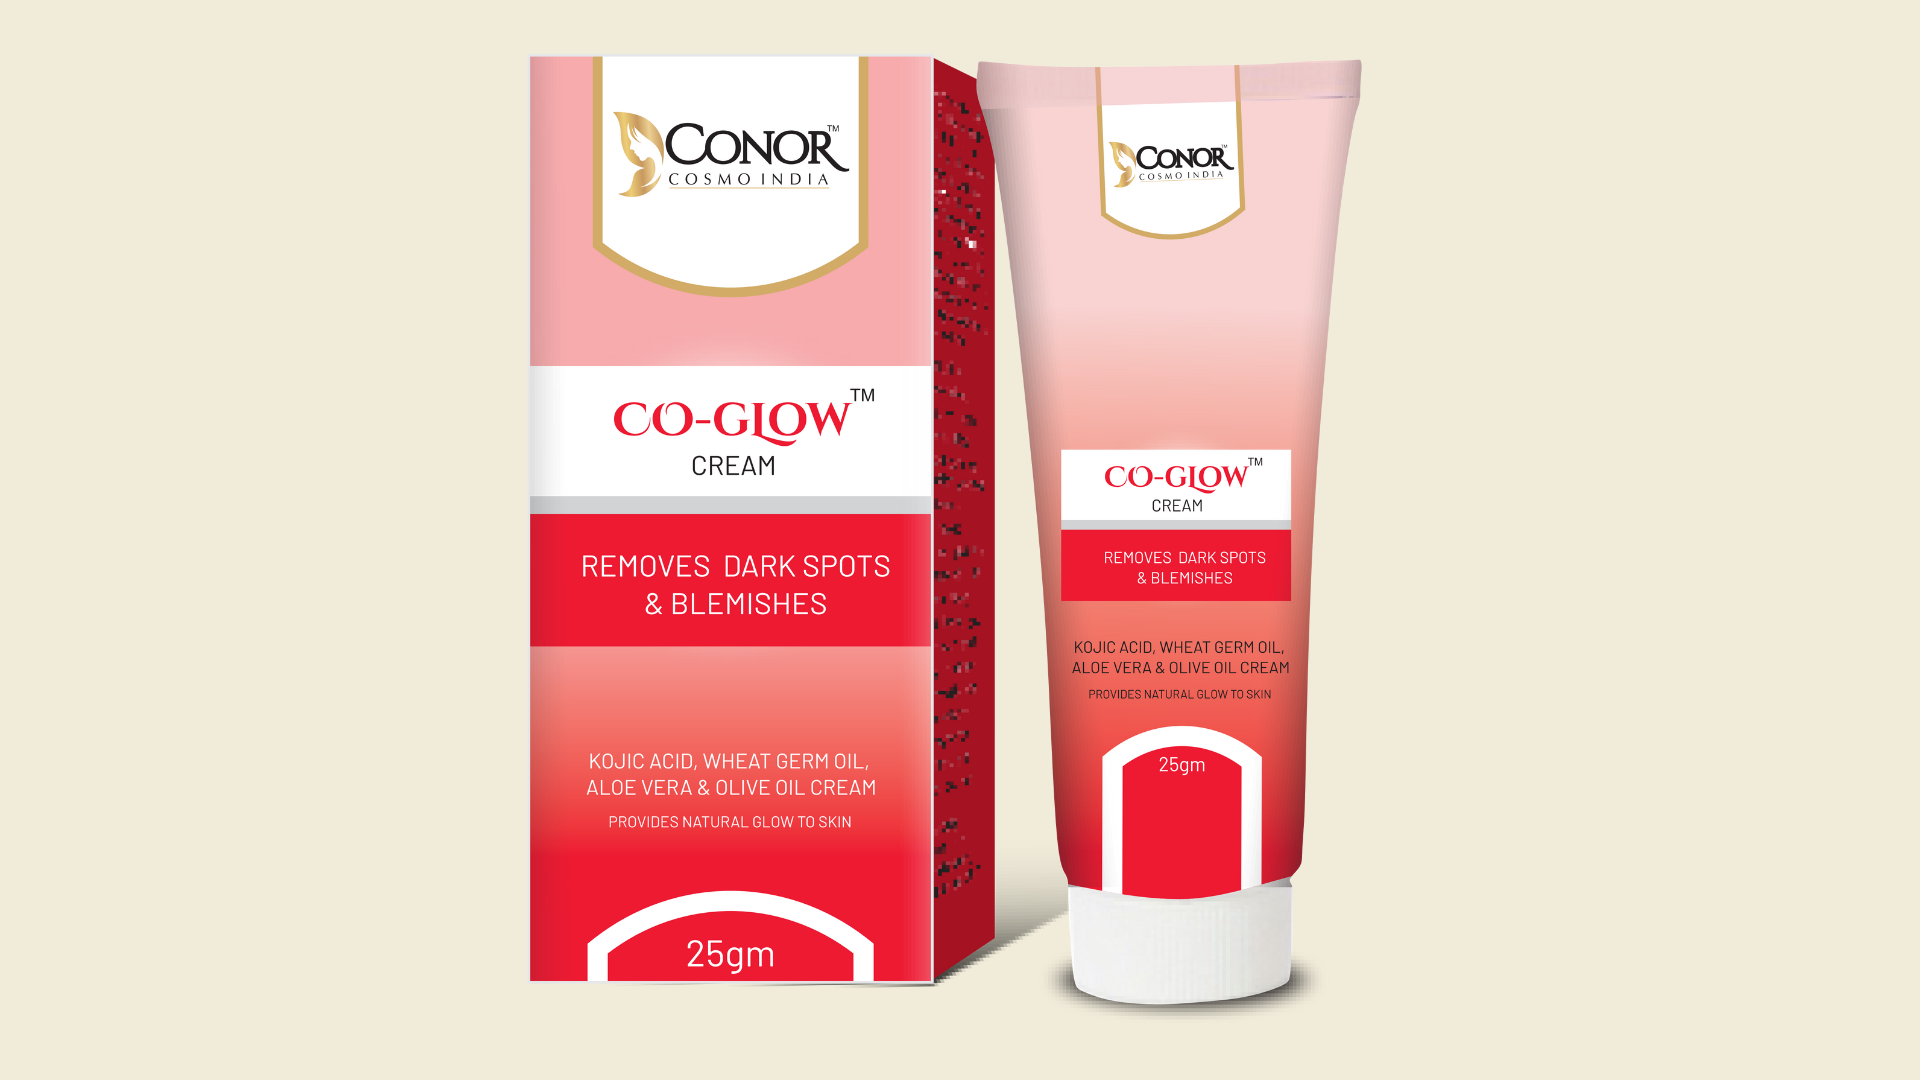 CONOR™
COSMO INDIA
CO-GLOW™
CREAM
REMOVES DARK SPOTS
& BLEMISHES
KOJIC ACID, WHEAT GERM OIL,
ALOE VERA & OLIVE OIL CREAM
PROVIDES NATURAL GLOW TO SKIN
25gm
CONOR™
COSMO INDIA
CO-GLOW™
CREAM
REMOVES DARK SPOTS
& BLEMISHES
KOJIC ACID, WHEAT GERM OIL,
ALOE VERA & OLIVE OIL CREAM
PROVIDES NATURAL GLOW TO SKIN
25gm